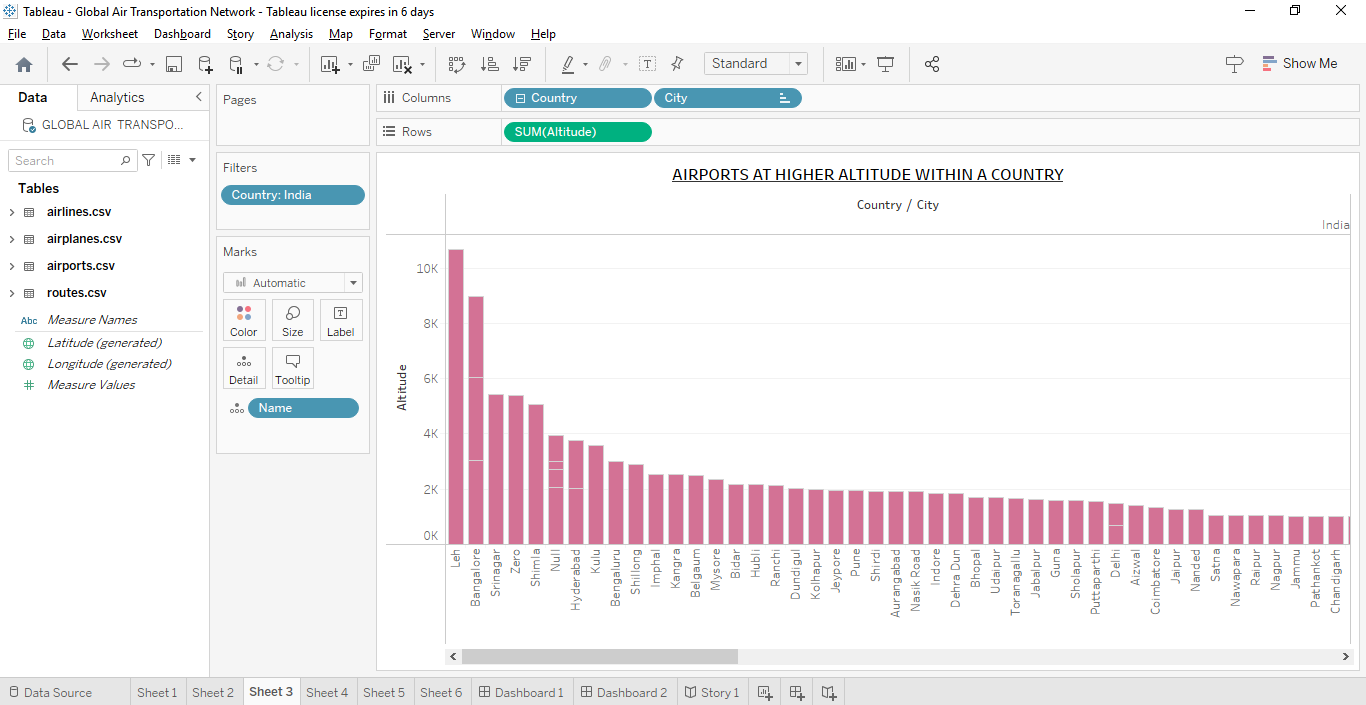 Tableau - Global Air Transportation Network - Tableau license expires in 6 days
File Data Worksheet Dashboard Story Analysis Map Format Server Window Help
Standard
Show Me
Data Analytics
GLOBAL AIR TRANSPO...
Search
Tables
airlines.csv
airplanes.csv
airports.csv
routes.csv
Abc Measure Names
Latitude (generated)
Longitude (generated)
# Measure Values
Pages
Filters
Country: India
Marks
Automatic
Color Size Label
Detail Tooltip
Name
Columns Country City
Rows SUM(Altitude)
AIRPORTS AT HIGHER ALTITUDE WITHIN A COUNTRY
Country / City
India
Altitude
10K
8K
6K
4K
2K
0K
Leh
Bangalore
Srinagar
Zero
Shimla
Null
Hyderabad
Kulu
Bengaluru
Shillong
Imphal
Kangra
Belgaum
Mysore
Bidar
Hubli
Ranchi
Dundigul
Kolhapur
Jeypore
Pune
Shirdi
Aurangabad
Nasik Road
Indore
Dehra Dun
Bhopal
Udaipur
Toranagallu
Jabalpur
Guna
Sholapur
Puttaparthi
Delhi
Aizwal
Coimbatore
Jaipur
Nanded
Satna
Nawapara
Raipur
Nagpur
Jammu
Pathankot
Chandigarh
Data Source Sheet 1 Sheet 2 Sheet 3 Sheet 4 Sheet 5 Sheet 6 Dashboard 1 Dashboard 2 Story 1